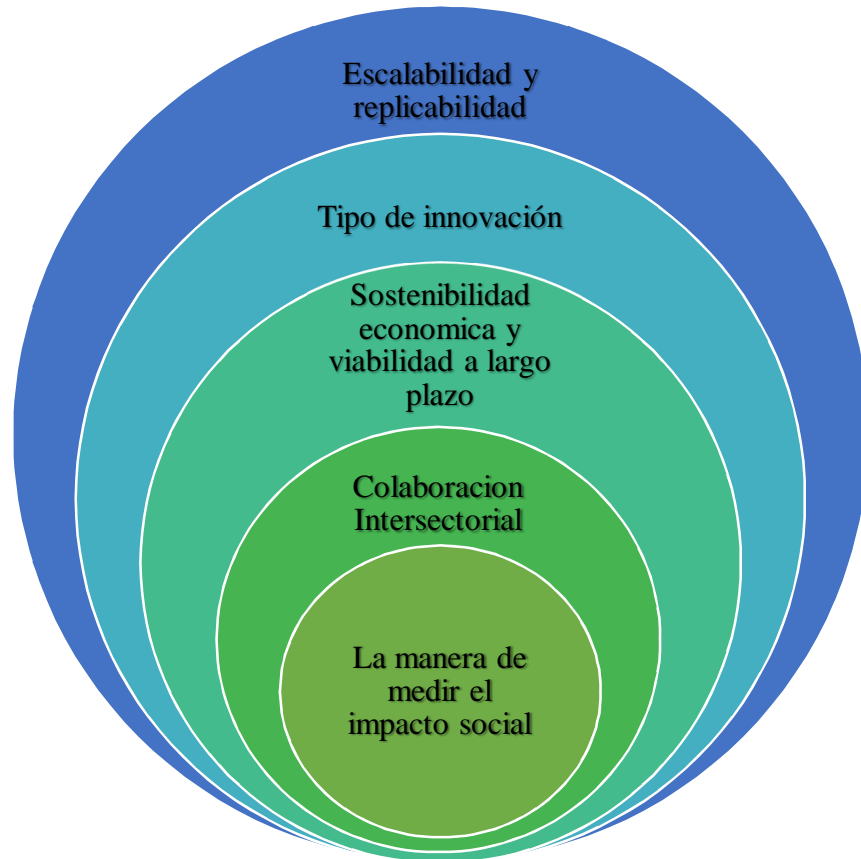 Escalabilidad y
replicabilidad
Tipo de innovación
Sostenibilidad
economica y
viabilidad a largo
plazo
Colaboracion
Intersectorial
La manera de
medir el
impacto social